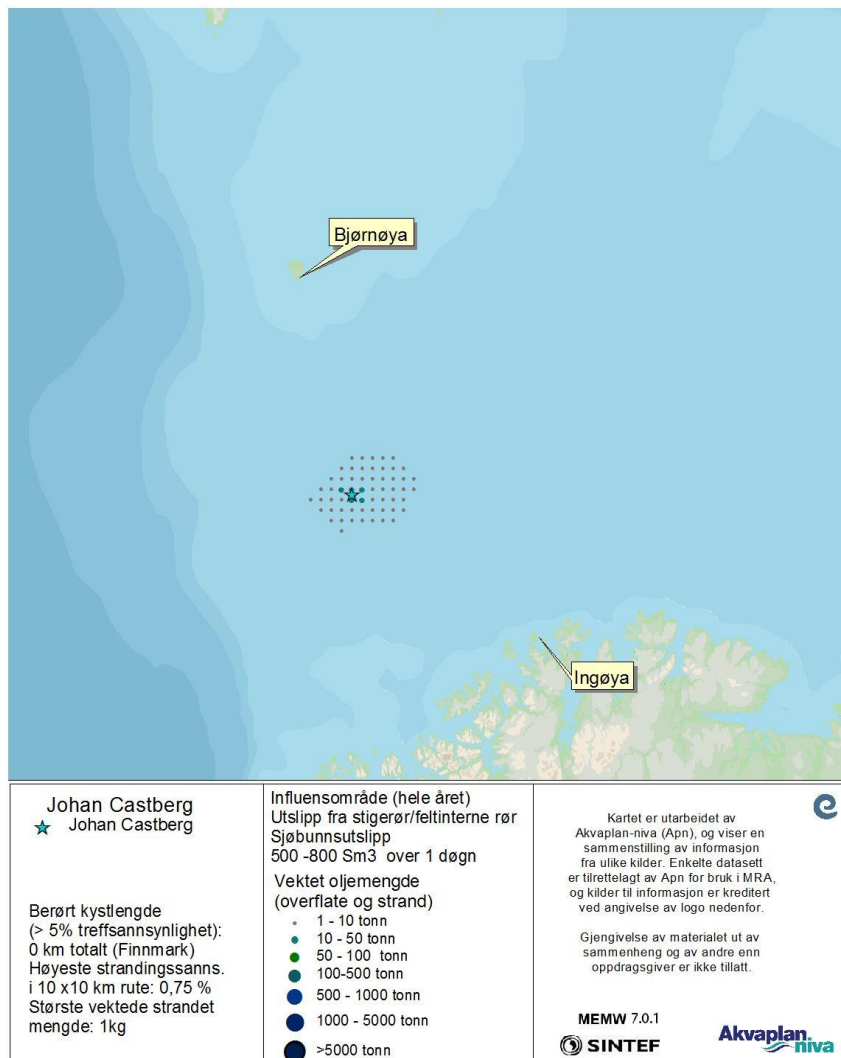 Bjørnøya
Ingøya
Johan Castberg
Johan Castberg
Berørt kystlengde
(> 5% treffsannsynlighet):
0 km totalt (Finnmark)
Høyeste strandingssanns.
i 10 x10 km rute: 0,75 %
Største vektede strandet
mengde: 1kg
Influensområde (hele året)
Utslipp fra stigerør/feltinterne rør
Sjøbunnsutslipp
500 -800 Sm3 over 1 døgn
Vektet oljemengde
(overflate og strand)
1 - 10 tonn
10 - 50 tonn
50 - 100 tonn
100-500 tonn
500 - 1000 tonn
1000 - 5000 tonn
>5000 tonn
Kartet er utarbeidet av
Akvaplan-niva (Apn), og viser en
sammenstilling av informasjon
fra ulike kilder. Enkelte datasett
er tilrettelagt av Apn for bruk i MRA,
og kilder til informasjon er kreditert
ved angivelse av logo nedenfor.
Gjengivelse av materialet ut av
sammenheng og av andre enn
oppdragsgiver er ikke tillatt.
MEMW 7.0.1
SINTEF
Akvaplan
niva